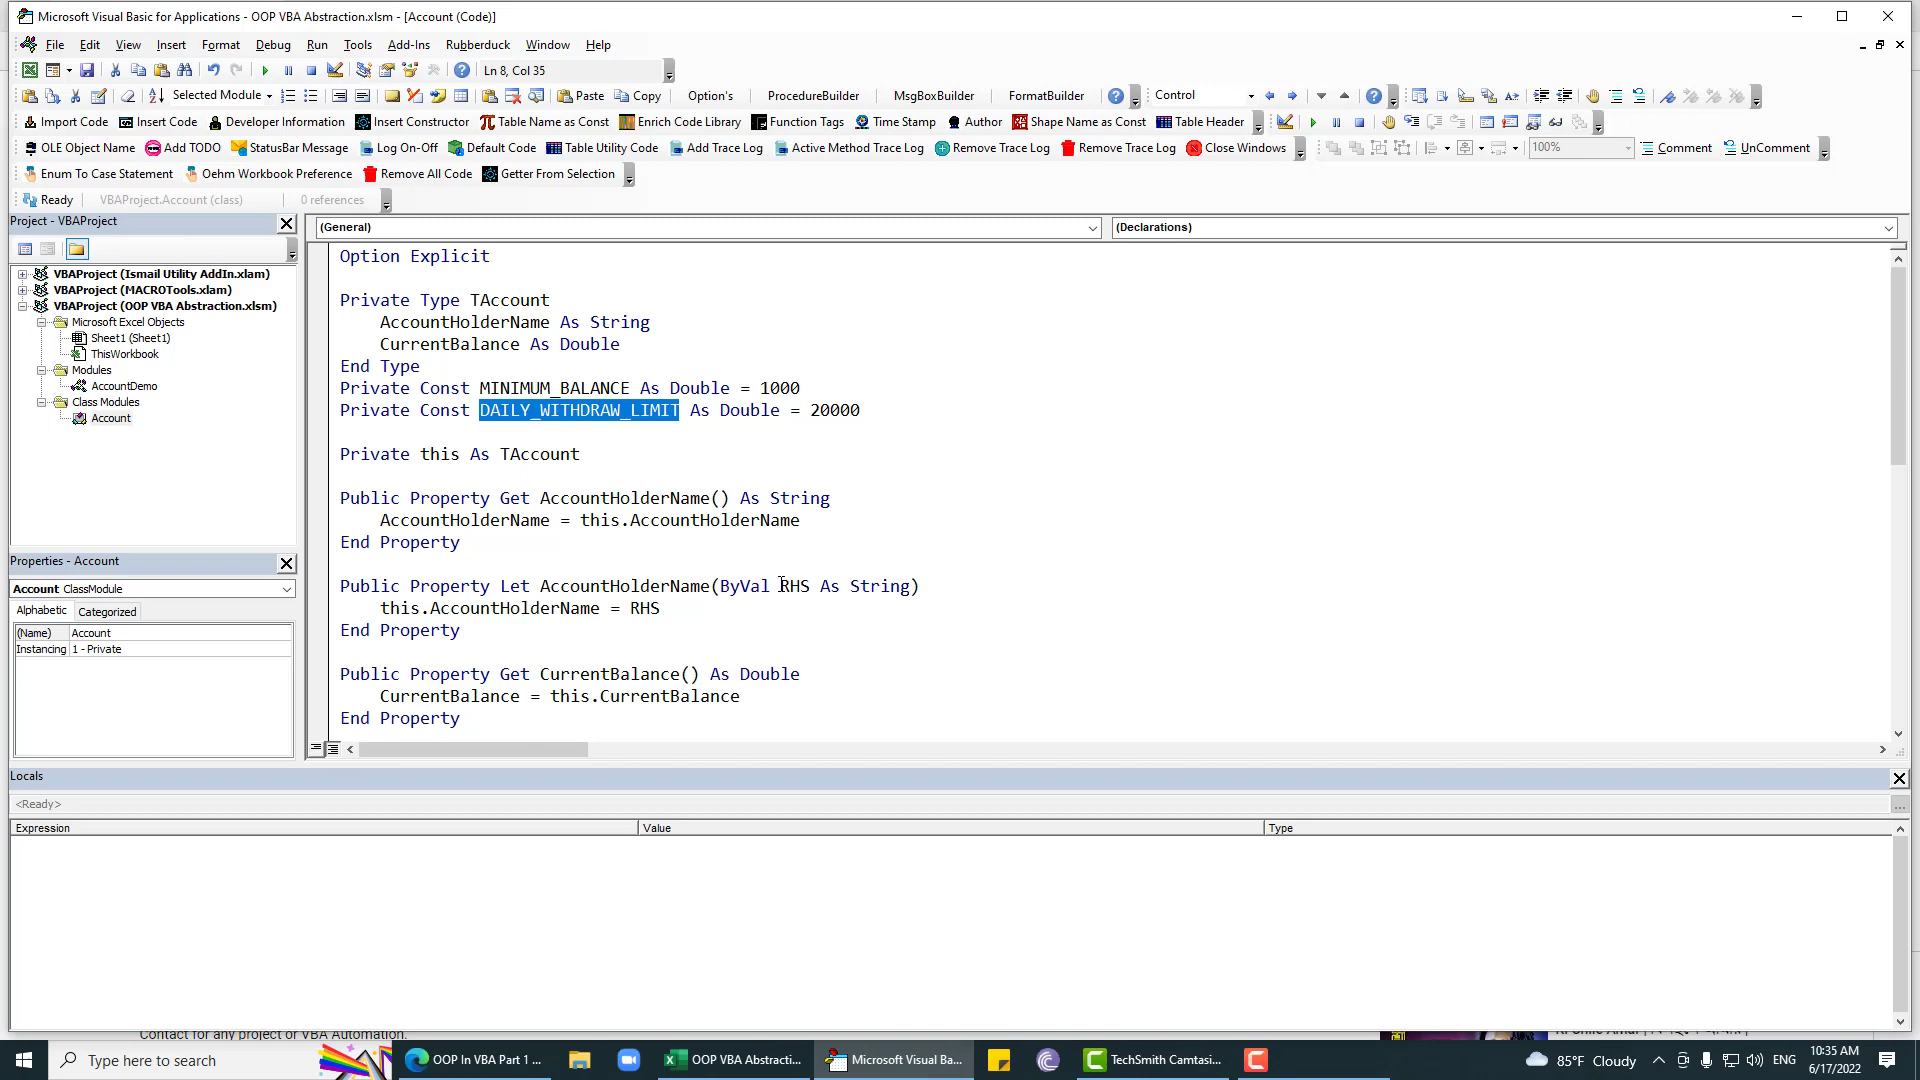 Microsoft Visual Basic for Applications - OOP VBA Abstraction.xlsm - [Account (Code)]
File Edit View Insert Format Debug Run Tools Add-Ins Rubberduck Window Help
Ln 8, Col 35
Selected Module Paste Copy Option's ProcedureBuilder MsgBoxBuilder FormatBuilder Control
Import Code Insert Code Developer Information Insert Constructor Table Name as Const Enrich Code Library Function Tags Time Stamp Author Shape Name as Const Table Header
OLE Object Name Add TODO StatusBar Message Log On-Off Default Code Table Utility Code Add Trace Log Active Method Trace Log Remove Trace Log Remove Trace Log Close Windows 100% Comment UnComment
Enum To Case Statement Oehm Workbook Preference Remove All Code Getter From Selection
Ready VBAProject.Account (class) 0 references
Project - VBAProject
VBAProject (Ismail Utility AddIn.xlam)
VBAProject (MACROTools.xlam)
VBAProject (OOP VBA Abstraction.xlsm)
Microsoft Excel Objects
Sheet1 (Sheet1)
ThisWorkbook
Modules
AccountDemo
Class Modules
Account
Properties - Account
Account ClassModule
Alphabetic Categorized
(Name) Account
Instancing 1 - Private
(General) (Declarations)
Option Explicit
Private Type TAccount
AccountHolderName As String
CurrentBalance As Double
End Type
Private Const MINIMUM_BALANCE As Double = 1000
Private Const DAILY_WITHDRAW_LIMIT As Double = 20000
Private this As TAccount
Public Property Get AccountHolderName() As String
AccountHolderName = this.AccountHolderName
End Property
Public Property Let AccountHolderName(ByVal RHS As String)
this.AccountHolderName = RHS
End Property
Public Property Get CurrentBalance() As Double
CurrentBalance = this.CurrentBalance
End Property
Locals
<Ready>
Expression Value Type
Contact for any project or VBA Automation.
Type here to search
OOP In VBA Part 1 ...
OOP VBA Abstracti...
Microsoft Visual Ba...
TechSmith Camtasi...
85°F Cloudy
ENG
10:35 AM
6/17/2022